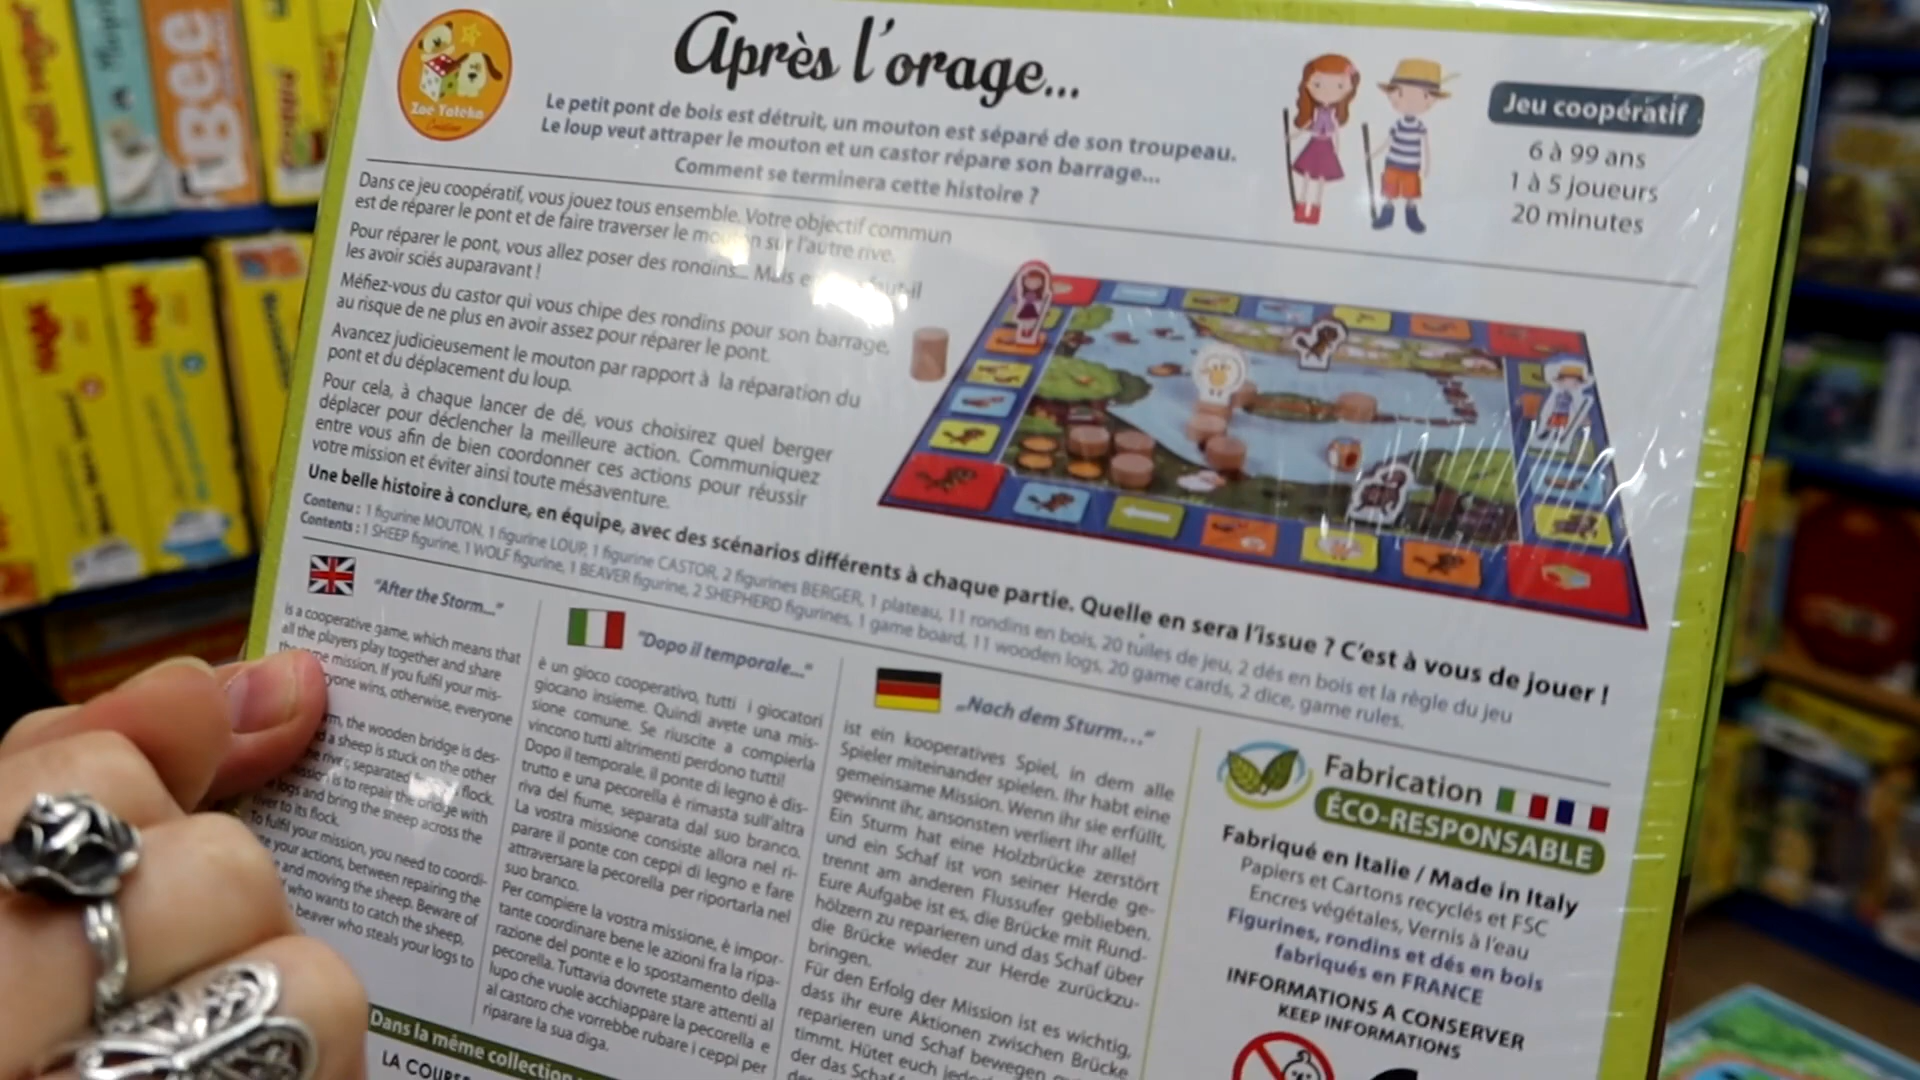 Après l'orage...
Zoe Yateka
Création
Le petit pont de bois est détruit, un mouton est séparé de son troupeau.
Le loup veut attraper le mouton et un castor répare son barrage...
Comment se terminera cette histoire ?
Jeu coopératif
6 à 99 ans
1 à 5 joueurs
20 minutes
Dans ce jeu coopératif, vous jouez tous ensemble. Votre objectif commun
est de réparer le pont et de faire traverser le mouton sur l'autre rive.
Pour réparer le pont, vous allez poser des rondins... Mais
les avoir sciés auparavant !
Méfiez-vous du castor qui vous chipe des rondins pour son barrage,
au risque de ne plus en avoir assez pour réparer le pont.
Avancez judicieusement le mouton par rapport à la réparation du
pont et du déplacement du loup.
Pour cela, à chaque lancer de dé, vous choisirez quel berger
déplacer pour déclencher la meilleure action. Communiquez
entre vous afin de bien coordonner ces actions pour réussir
votre mission et éviter ainsi toute mésaventure.
Une belle histoire à conclure, en équipe, avec des scénarios différents à chaque partie. Quelle en sera l'issue ? C'est à vous de jouer !
Contenu : 1 figurine MOUTON, 1 figurine LOUP, 1 figurine CASTOR, 2 figurines BERGER, 1 plateau, 11 rondins en bois, 20 tuiles de jeu, 2 dés en bois et la règle du jeu
Contents : 1 SHEEP figurine, 1 WOLF figurine, 1 BEAVER figurine, 2 SHEPHERD figurines, 1 game board, 11 wooden logs, 20 game cards, 2 dice, game rules.
"After the Storm..."
is a cooperative game, which means that
all the players play together and share
the same mission. If you fulfil your mis-
everyone wins, otherwise, everyone
the wooden bridge is des-
a sheep is stuck on the other
river, separated flock.
mission is to repair the bridge with
logs and bring the sheep across the
river to its flock.
To fulfil your mission, you need to coordi-
your actions, between repairing the
and moving the sheep. Beware of
who wants to catch the sheep,
beaver who steals your logs to
"Dopo il temporale..."
è un gioco cooperativo, tutti i giocatori
giocano insieme. Quindi avete una mis-
sione comune. Se riuscite a compierla
vincono tutti altrimenti perdono tutti!
Dopo il temporale, il ponte di legno è dis-
trutto e una pecorella è rimasta sull'altra
riva del fiume, separata dal suo branco.
La vostra missione consiste allora nel ri-
parare il ponte con ceppi di legno e fare
attraversare la pecorella per riportarla nel
suo branco.
Per compiere la vostra missione, è impor-
tante coordinare bene le azioni fra la ripa-
razione del ponte e lo spostamento della
pecorella. Tuttavia dovrete stare attenti al
lupo che vuole acchiappare la pecorella e
al castoro che vorrebbe rubare i ceppi per
riparare la sua diga.
„Nach dem Sturm..."
ist ein kooperatives Spiel, in dem alle
Spieler miteinander spielen. Ihr habt eine
gemeinsame Mission. Wenn ihr sie erfüllt,
gewinnt ihr, ansonsten verliert ihr alle!
Ein Sturm hat eine Holzbrücke zerstört
und ein Schaf ist von seiner Herde ge-
trennt am anderen Flussufer geblieben.
Eure Aufgabe ist es, die Brücke mit Rund-
hölzern zu reparieren und das Schaf über
die Brücke wieder zur Herde zurückzu-
bringen.
Für den Erfolg der Mission ist es wichtig,
dass ihr eure Aktionen zwischen Brücke
reparieren und Schaf bewegen
timmt. Hütet euch
der das Schaf
Fabrication
ÉCO-RESPONSABLE
Fabriqué en Italie / Made in Italy
Papiers et Cartons recyclés et FSC
Encres végétales, Vernis à l'eau
Figurines, rondins et dés en bois
fabriqués en FRANCE
INFORMATIONS A CONSERVER
KEEP INFORMATIONS
Dans la même collection
LA COURSE